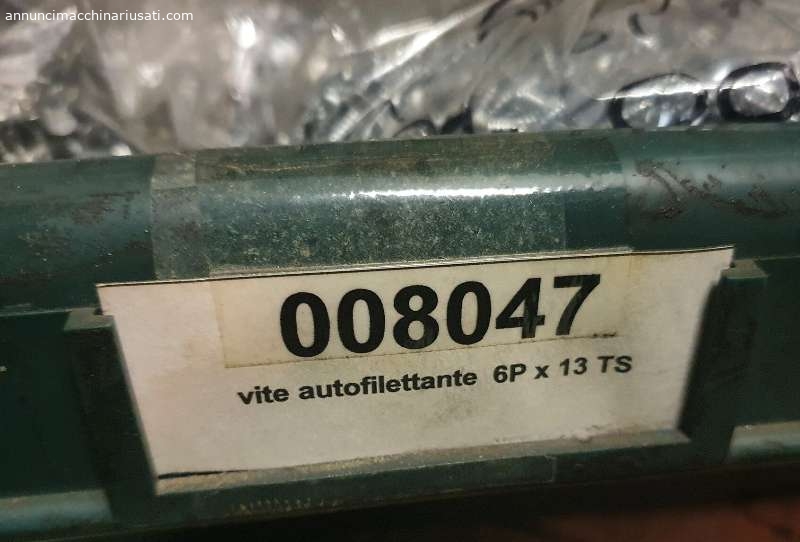 annuncimacchinariusati.com
008047
vite autofilettante 6P x 13 TS